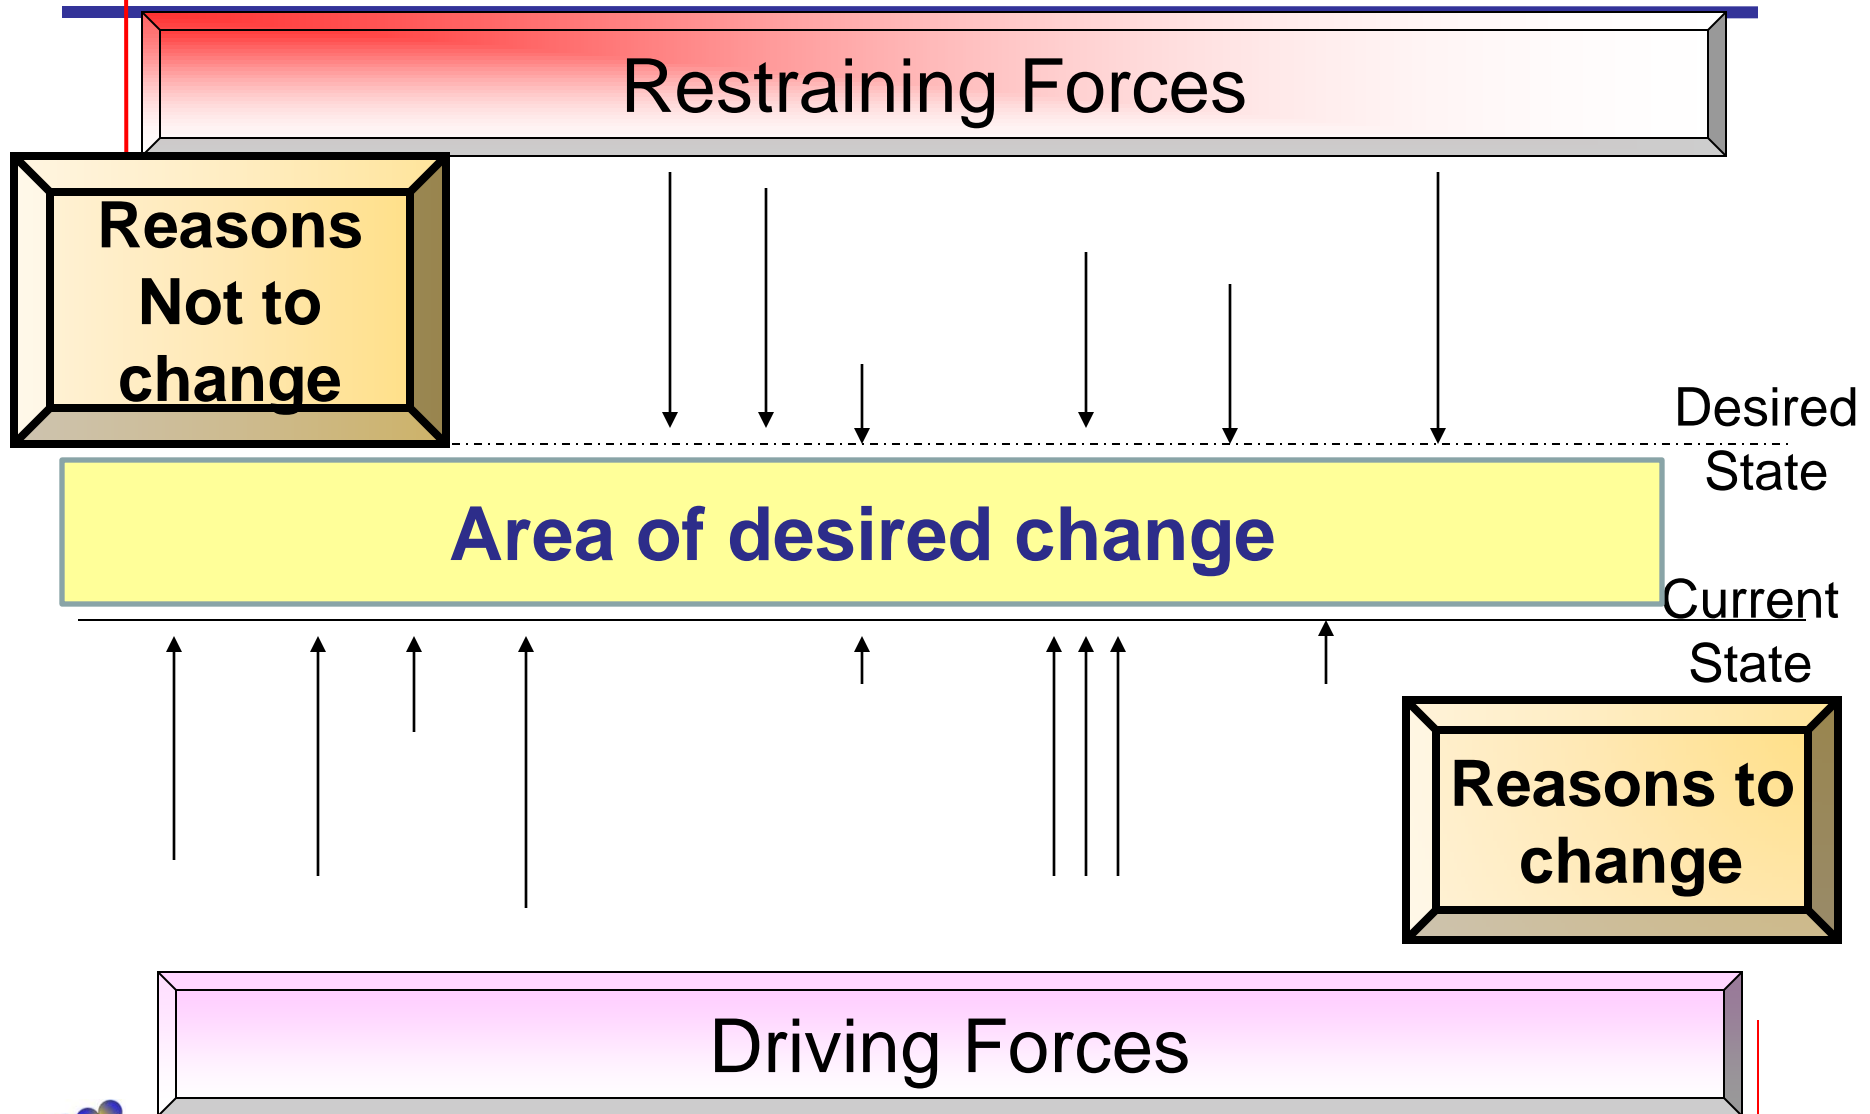 Restraining Forces
Reasons
Not to
change
Desired
State
Area of desired change
Current
State
Reasons to
change
Driving Forces